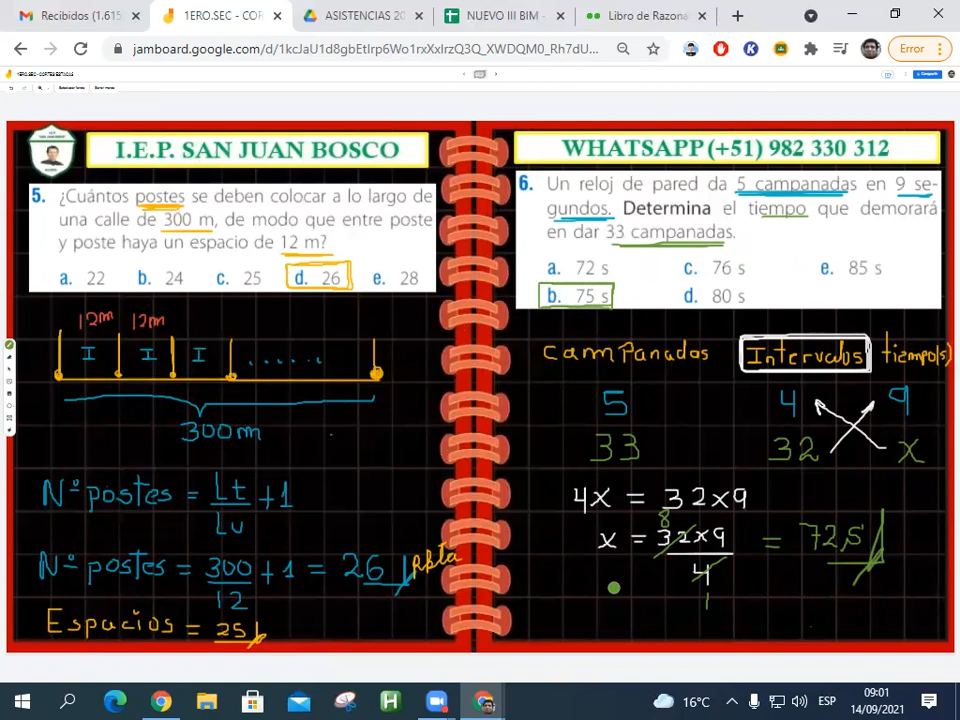 Recibidos (1.615
1ERO.SEC - COR
ASISTENCIAS 20
NUEVO III BIM -
Libro de Razoná
jamboard.google.com/d/1kcJaU1d8gbEtIrp6Wo1rxXxIrzQ3Q_XWDQM0_Rh7dU...
Error
I.E.P. SAN JUAN BOSCO
5. ¿Cuántos postes se deben colocar a lo largo de
una calle de 300 m, de modo que entre poste
y poste haya un espacio de 12 m?
a. 22 b. 24 c. 25 d. 26 e. 28
12m 12m
I I I ......
300m
N° postes = Lt/Lu + 1
N° postes = 300/12 + 1 = 26 Rpta
Espacios = 25
WHATSAPP (+51) 982 330 312
6. Un reloj de pared da 5 campanadas en 9 se-
gundos. Determina el tiempo que demorará
en dar 33 campanadas.
a. 72 s c. 76 s e. 85 s
b. 75 s d. 80 s
Campanadas Intervalos tiempo(s)
5 4 9
33 32 x
4x = 32x9
8
x = 32x9/4 = 72,5
1
16°C
ESP
09:01
14/09/2021